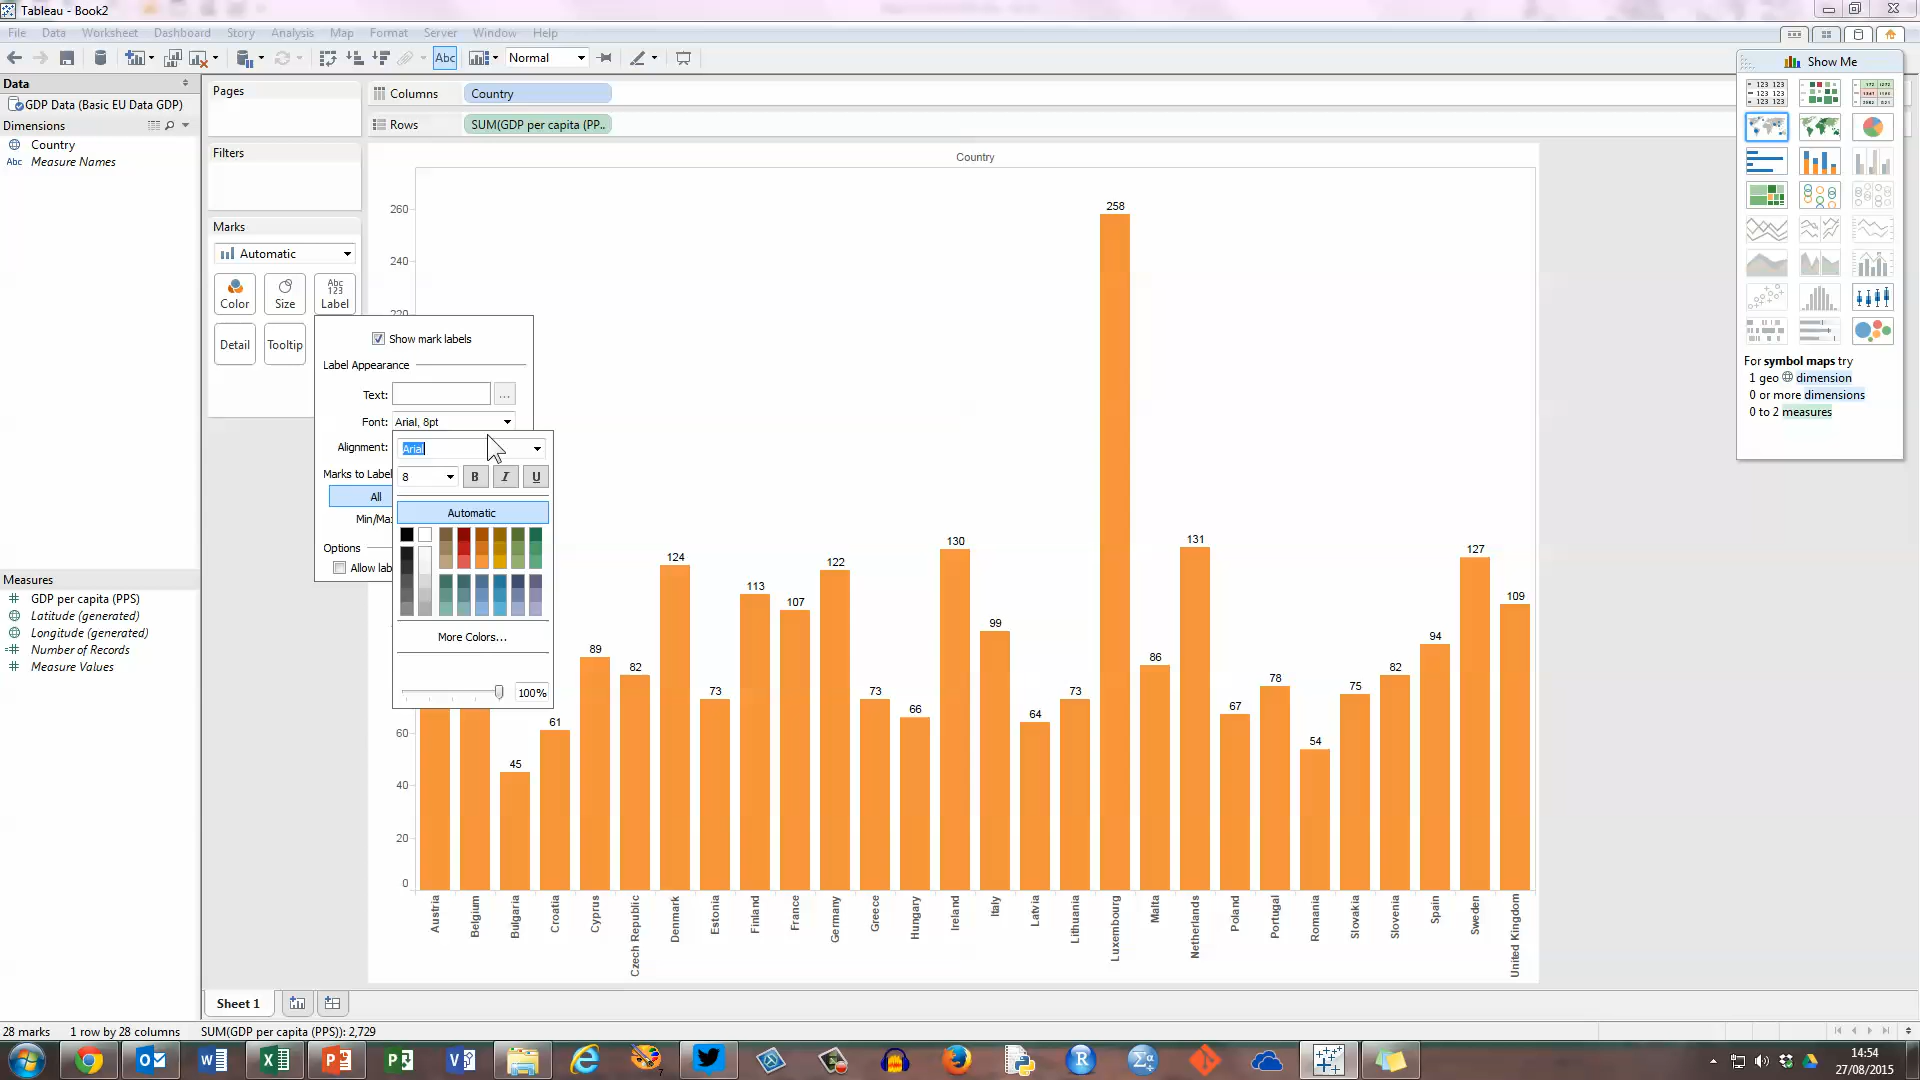 Tableau - Book2
File Data Worksheet Dashboard Story Analysis Map Format Server Window Help
Abc
Normal
Data
GDP Data (Basic EU Data GDP)
Dimensions
Country
Abc Measure Names
Measures
GDP per capita (PPS)
Latitude (generated)
Longitude (generated)
Number of Records
Measure Values
Pages
Filters
Marks
Automatic
Color Size Abc 123 Label
Detail Tooltip
Columns Country
Rows SUM(GDP per capita (PP..
Show mark labels
Label Appearance
Text: ...
Font: Arial, 8pt
Alignment:
Marks to Label
All
Min/Ma
Options
Allow lab
Arial
8 B I U
Automatic
More Colors...
100%
Country
260
240
220
60
40
20
0
45
61
89
82
124
73
113
107
122
73
66
130
99
64
73
258
86
131
67
78
54
75
82
94
127
109
Austria
Belgium
Bulgaria
Croatia
Cyprus
Czech Republic
Denmark
Estonia
Finland
France
Germany
Greece
Hungary
Ireland
Italy
Latvia
Lithuania
Luxembourg
Malta
Netherlands
Poland
Portugal
Romania
Slovakia
Slovenia
Spain
Sweden
United Kingdom
Show Me
For symbol maps try
1 geo dimension
0 or more dimensions
0 to 2 measures
Sheet 1
28 marks 1 row by 28 columns SUM(GDP per capita (PPS)): 2,729
14:54
27/08/2015